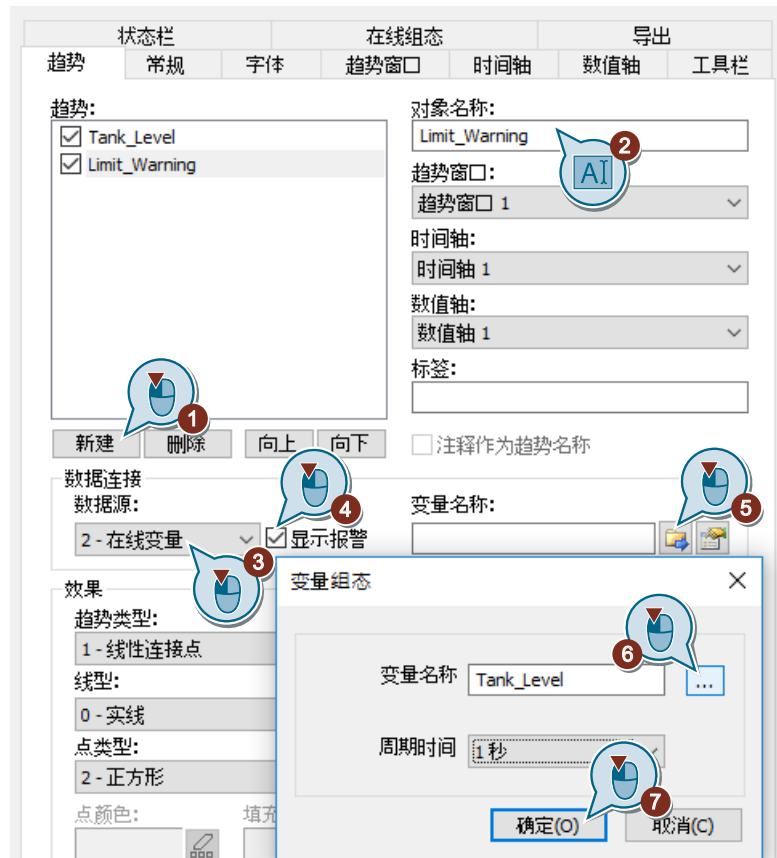 状态栏 在线组态 导出
趋势 常规 字体 趋势窗口 时间轴 数值轴 工具栏
趋势:
Tank_Level
Limit_Warning
新建 删除 向上 向下
对象名称:
Limit_Warning
趋势窗口:
趋势窗口 1
时间轴:
时间轴 1
数值轴:
数值轴 1
标签:
注释作为趋势名称
数据连接
数据源:
2 - 在线变量
显示报警
变量名称:
效果
趋势类型:
1 - 线性连接点
线型:
0 - 实线
点类型:
2 - 正方形
点颜色:
变量组态
变量名称 Tank_Level ...
周期时间 1 秒
确定(O) 取消(C)
1
2
AI
3
4
5
6
7